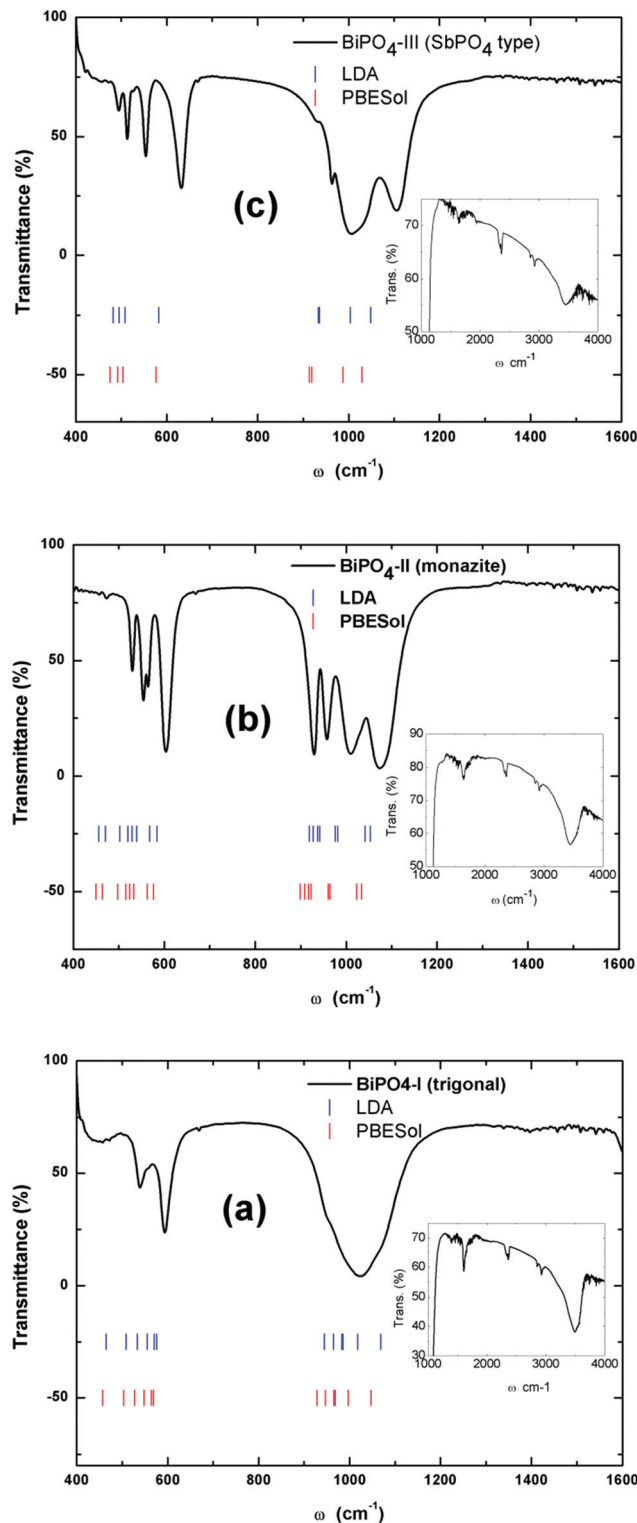 BiPO4-III (SbPO4 type)
LDA
PBESol
(c)
Transmittance (%)
100
50
0
-50
400 600 800 1000 1200 1400 1600
ω (cm-1)
Trans. (%)
70
65
60
55
50
1000 2000 3000 4000
ω cm-1
BiPO4-II (monazite)
LDA
PBESol
(b)
Transmittance (%)
100
50
0
-50
400 600 800 1000 1200 1400 1600
ω (cm-1)
Trans. (%)
90
80
70
60
50
1000 2000 3000 4000
ω (cm-1)
BiPO4-I (trigonal)
LDA
PBESol
(a)
Transmittance (%)
100
50
0
-50
400 600 800 1000 1200 1400 1600
ω (cm-1)
Trans. (%)
70
60
50
40
30
1000 2000 3000 4000
ω cm-1